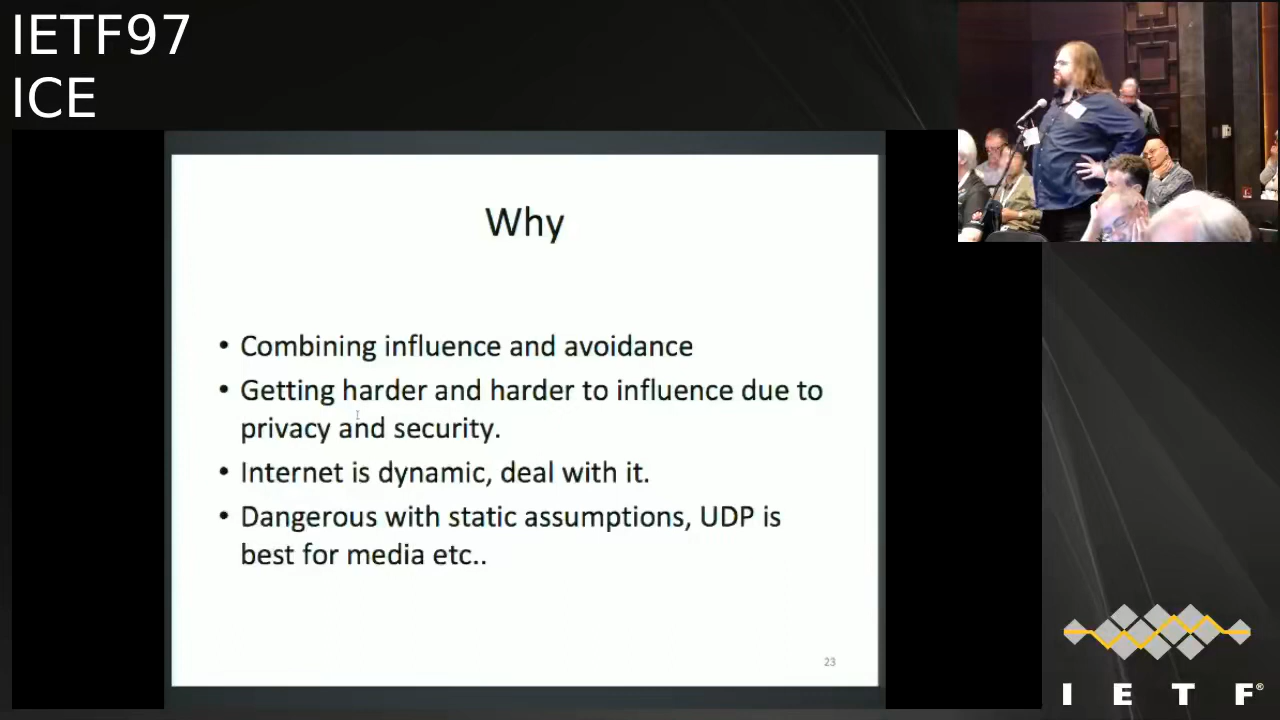 IETF97
ICE
Why
• Combining influence and avoidance
• Getting harder and harder to influence due to
privacy and security.
• Internet is dynamic, deal with it.
• Dangerous with static assumptions, UDP is
best for media etc..
23
I E T F®